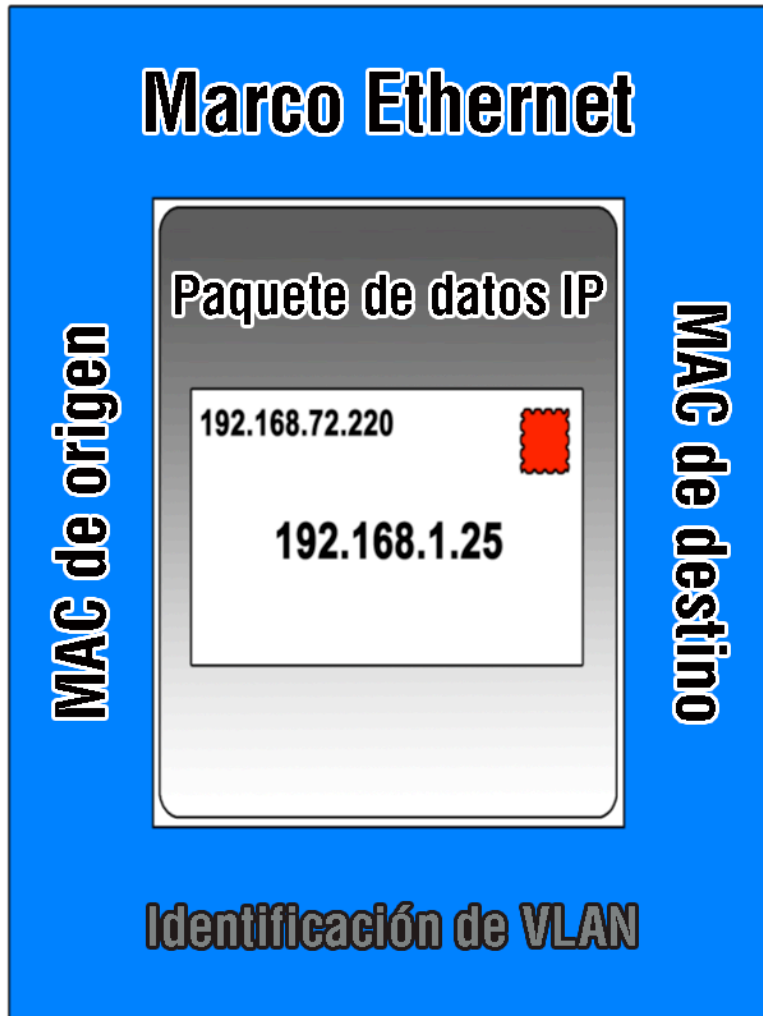 Marco Ethernet
Paquete de datos IP
MAC de origen
192.168.72.220
192.168.1.25
MAC de destino
Identificación de VLAN